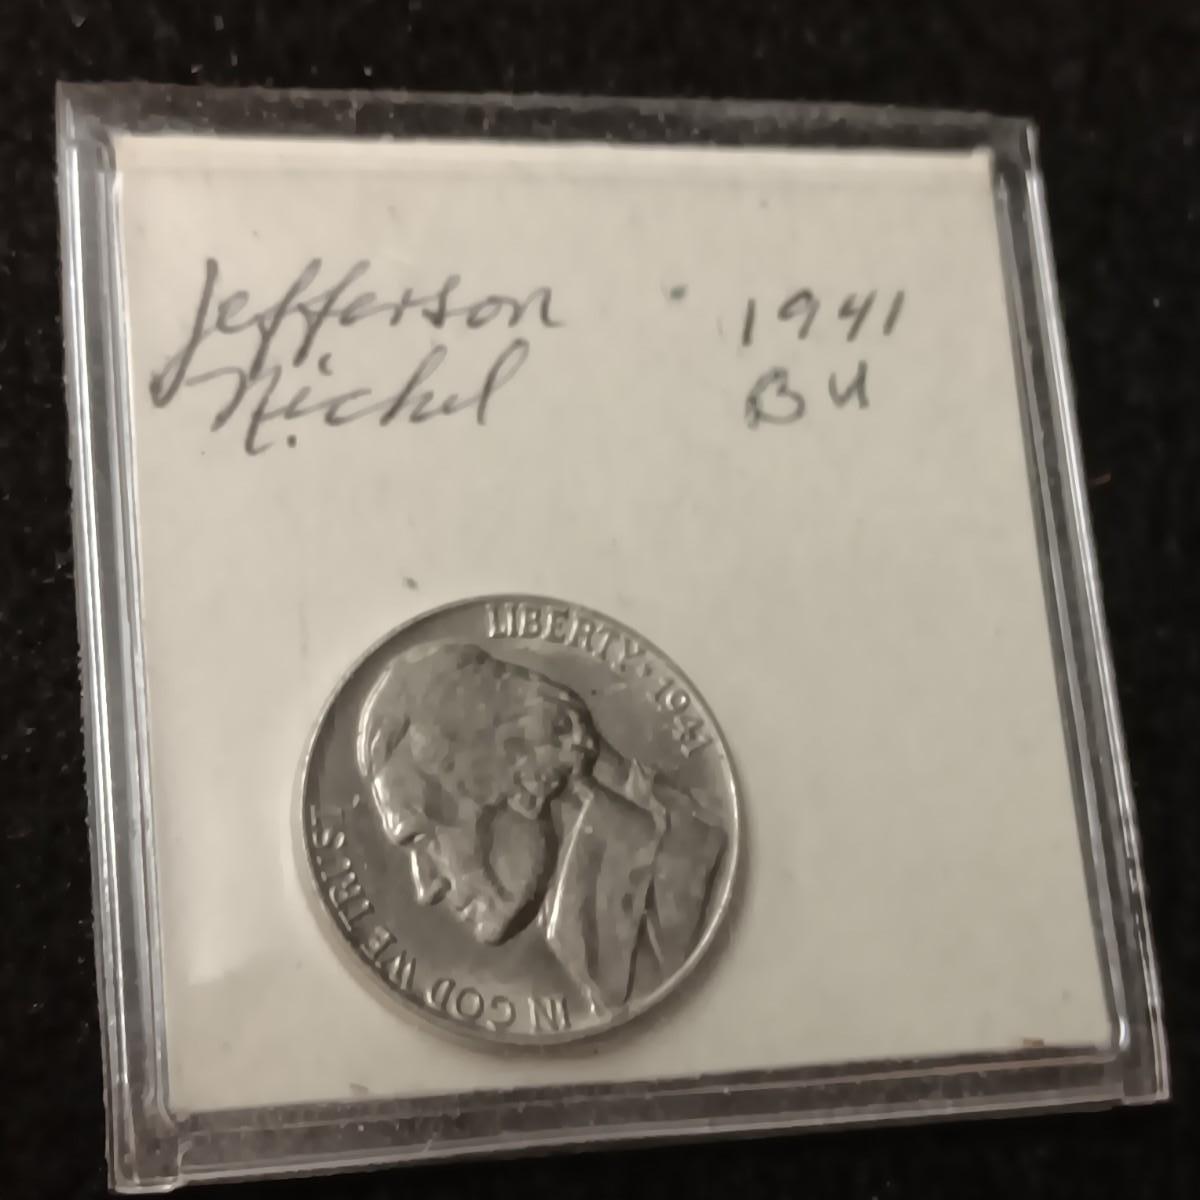 Jefferson
Nickel
1941
BU
LIBERTY • 1941
IN GOD WE TRUST